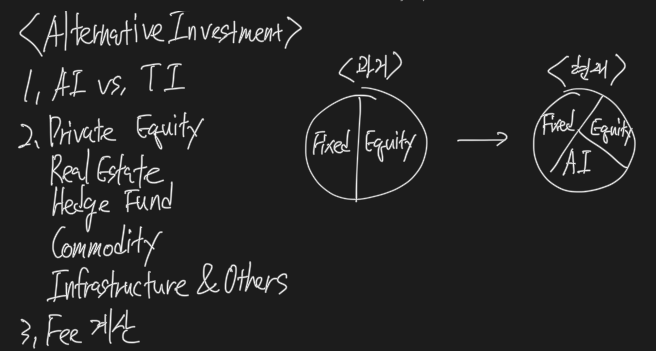 <Alternative Investment>
1, AI vs, TI
2, Private Equity
Real Estate
Hedge Fund
Commodity
Infrastructure & Others
3, Fee 계산
<과거>
Fixed Equity
→
<현재>
Fixed Equity
AI